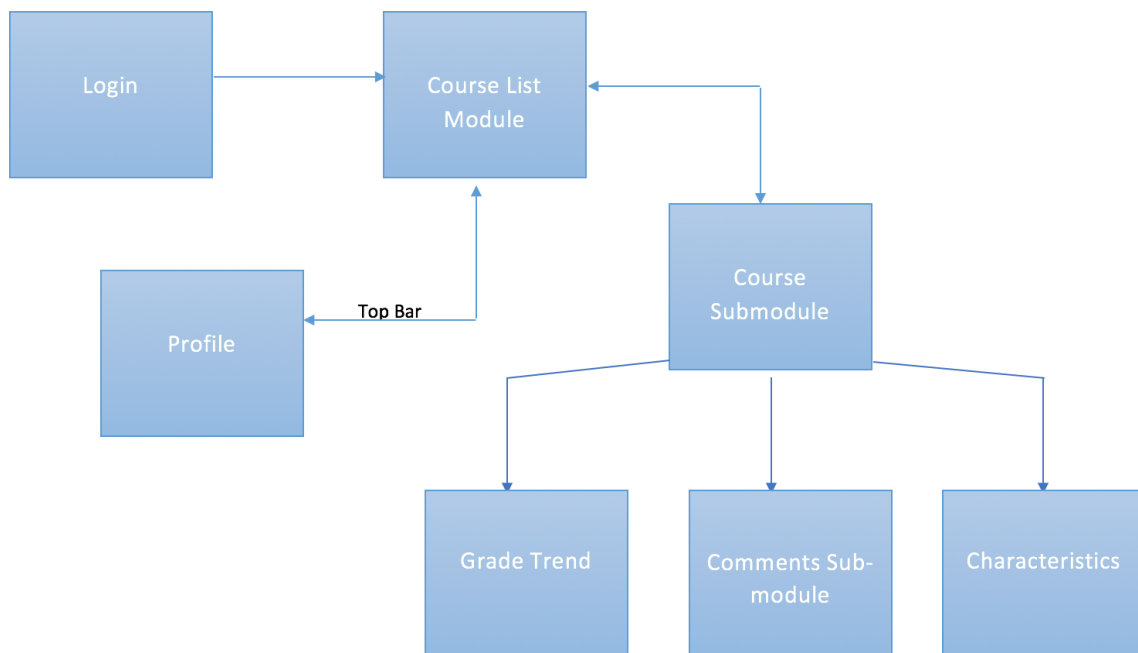 Login
Course List
Module
Course
Submodule
Top Bar
Profile
Grade Trend
Comments Sub-
module
Characteristics